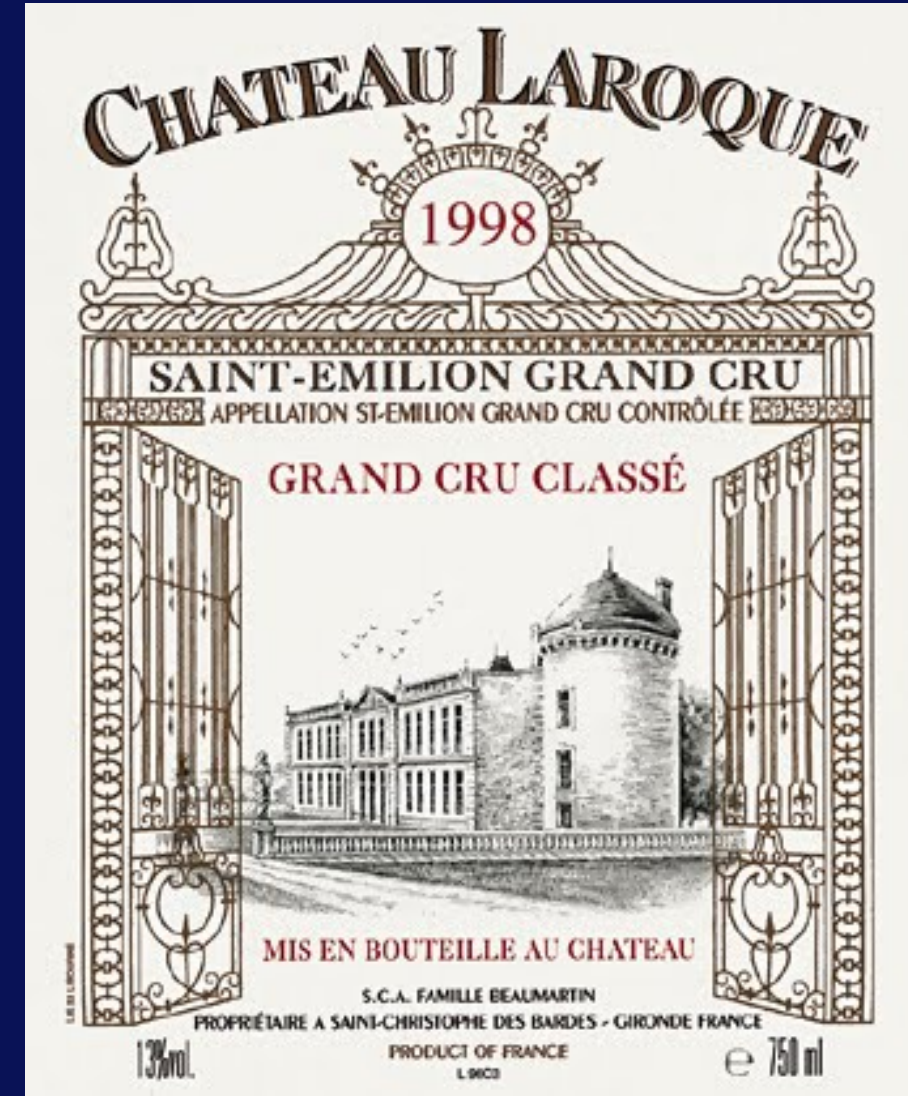 CHATEAU LAROQUE
1998
SAINT-EMILION GRAND CRU
APPELLATION ST-EMILION GRAND CRU CONTRÔLÉE
GRAND CRU CLASSÉ
MIS EN BOUTEILLE AU CHATEAU
S.C.A. FAMILLE BEAUMARTIN
PROPRIÉTAIRE A SAINT-CHRISTOPHE DES BARDES - GIRONDE FRANCE
13%vol.
PRODUCT OF FRANCE
℮ 750 ml